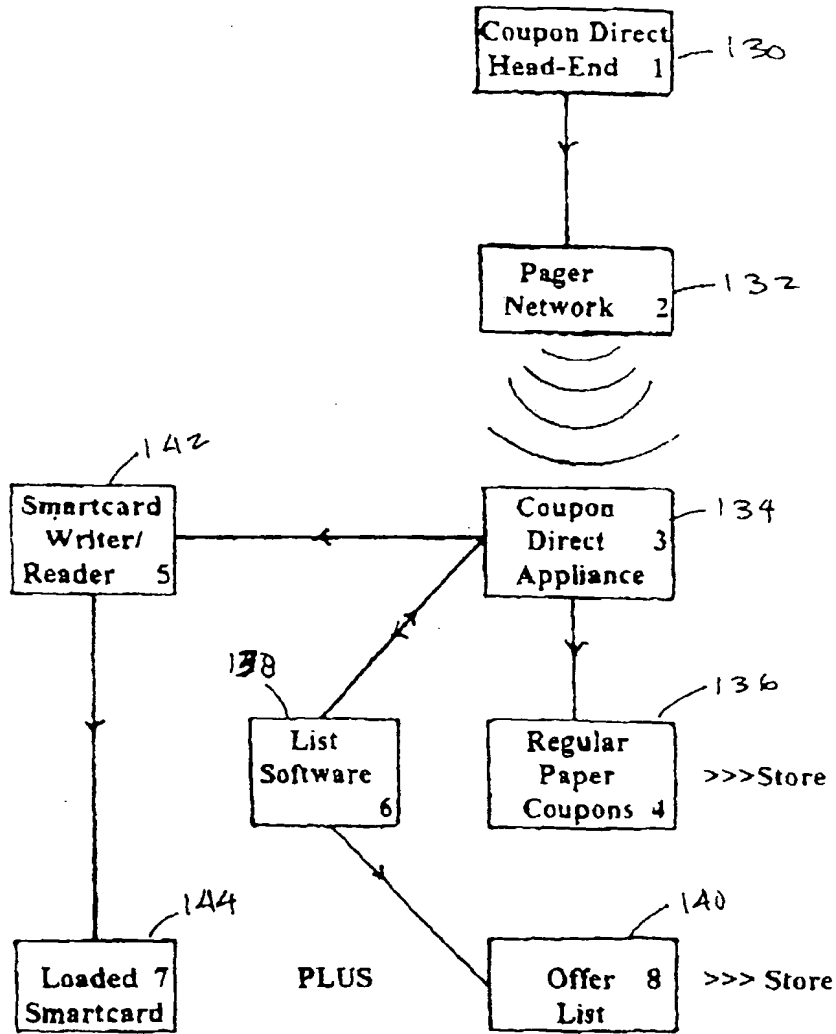 Coupon Direct
Head-End 1
130
Pager
Network 2
132
142
Smartcard
Writer/
Reader 5
Coupon
Direct 3
Appliance
134
138
List
Software
6
136
Regular
Paper
Coupons 4
>>>Store
144
Loaded 7
Smartcard
PLUS
140
Offer 8
List
>>> Store